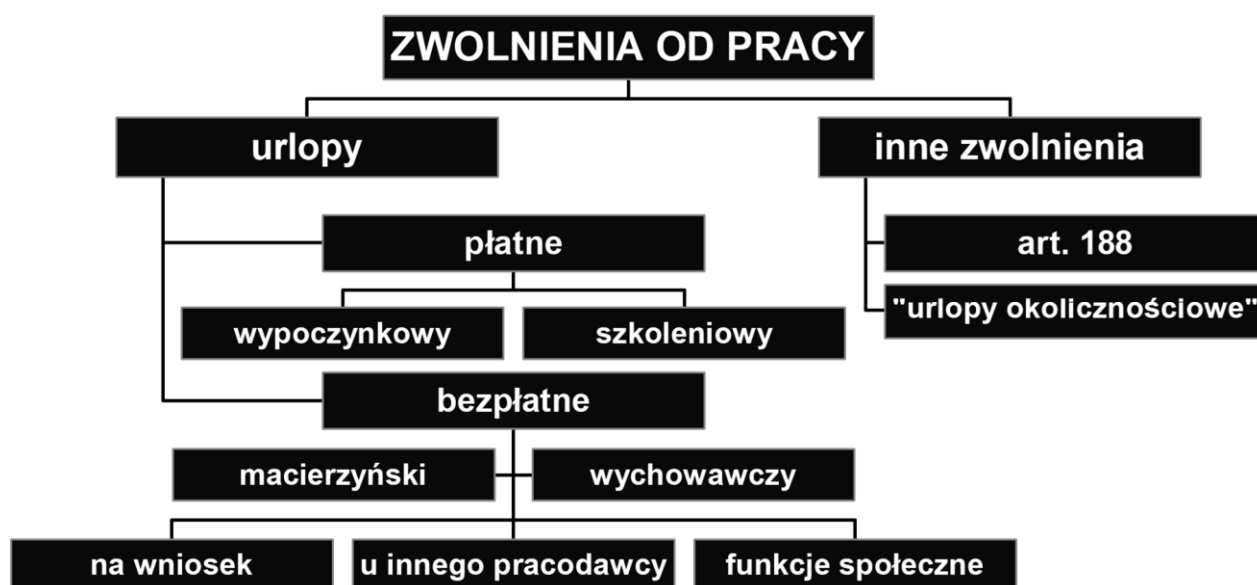 ZWOLNIENIA OD PRACY
urlopy
inne zwolnienia
płatne
art. 188
"urlopy okolicznościowe"
wypoczynkowy
szkoleniowy
bezpłatne
macierzyński
wychowawczy
na wniosek
u innego pracodawcy
funkcje społeczne